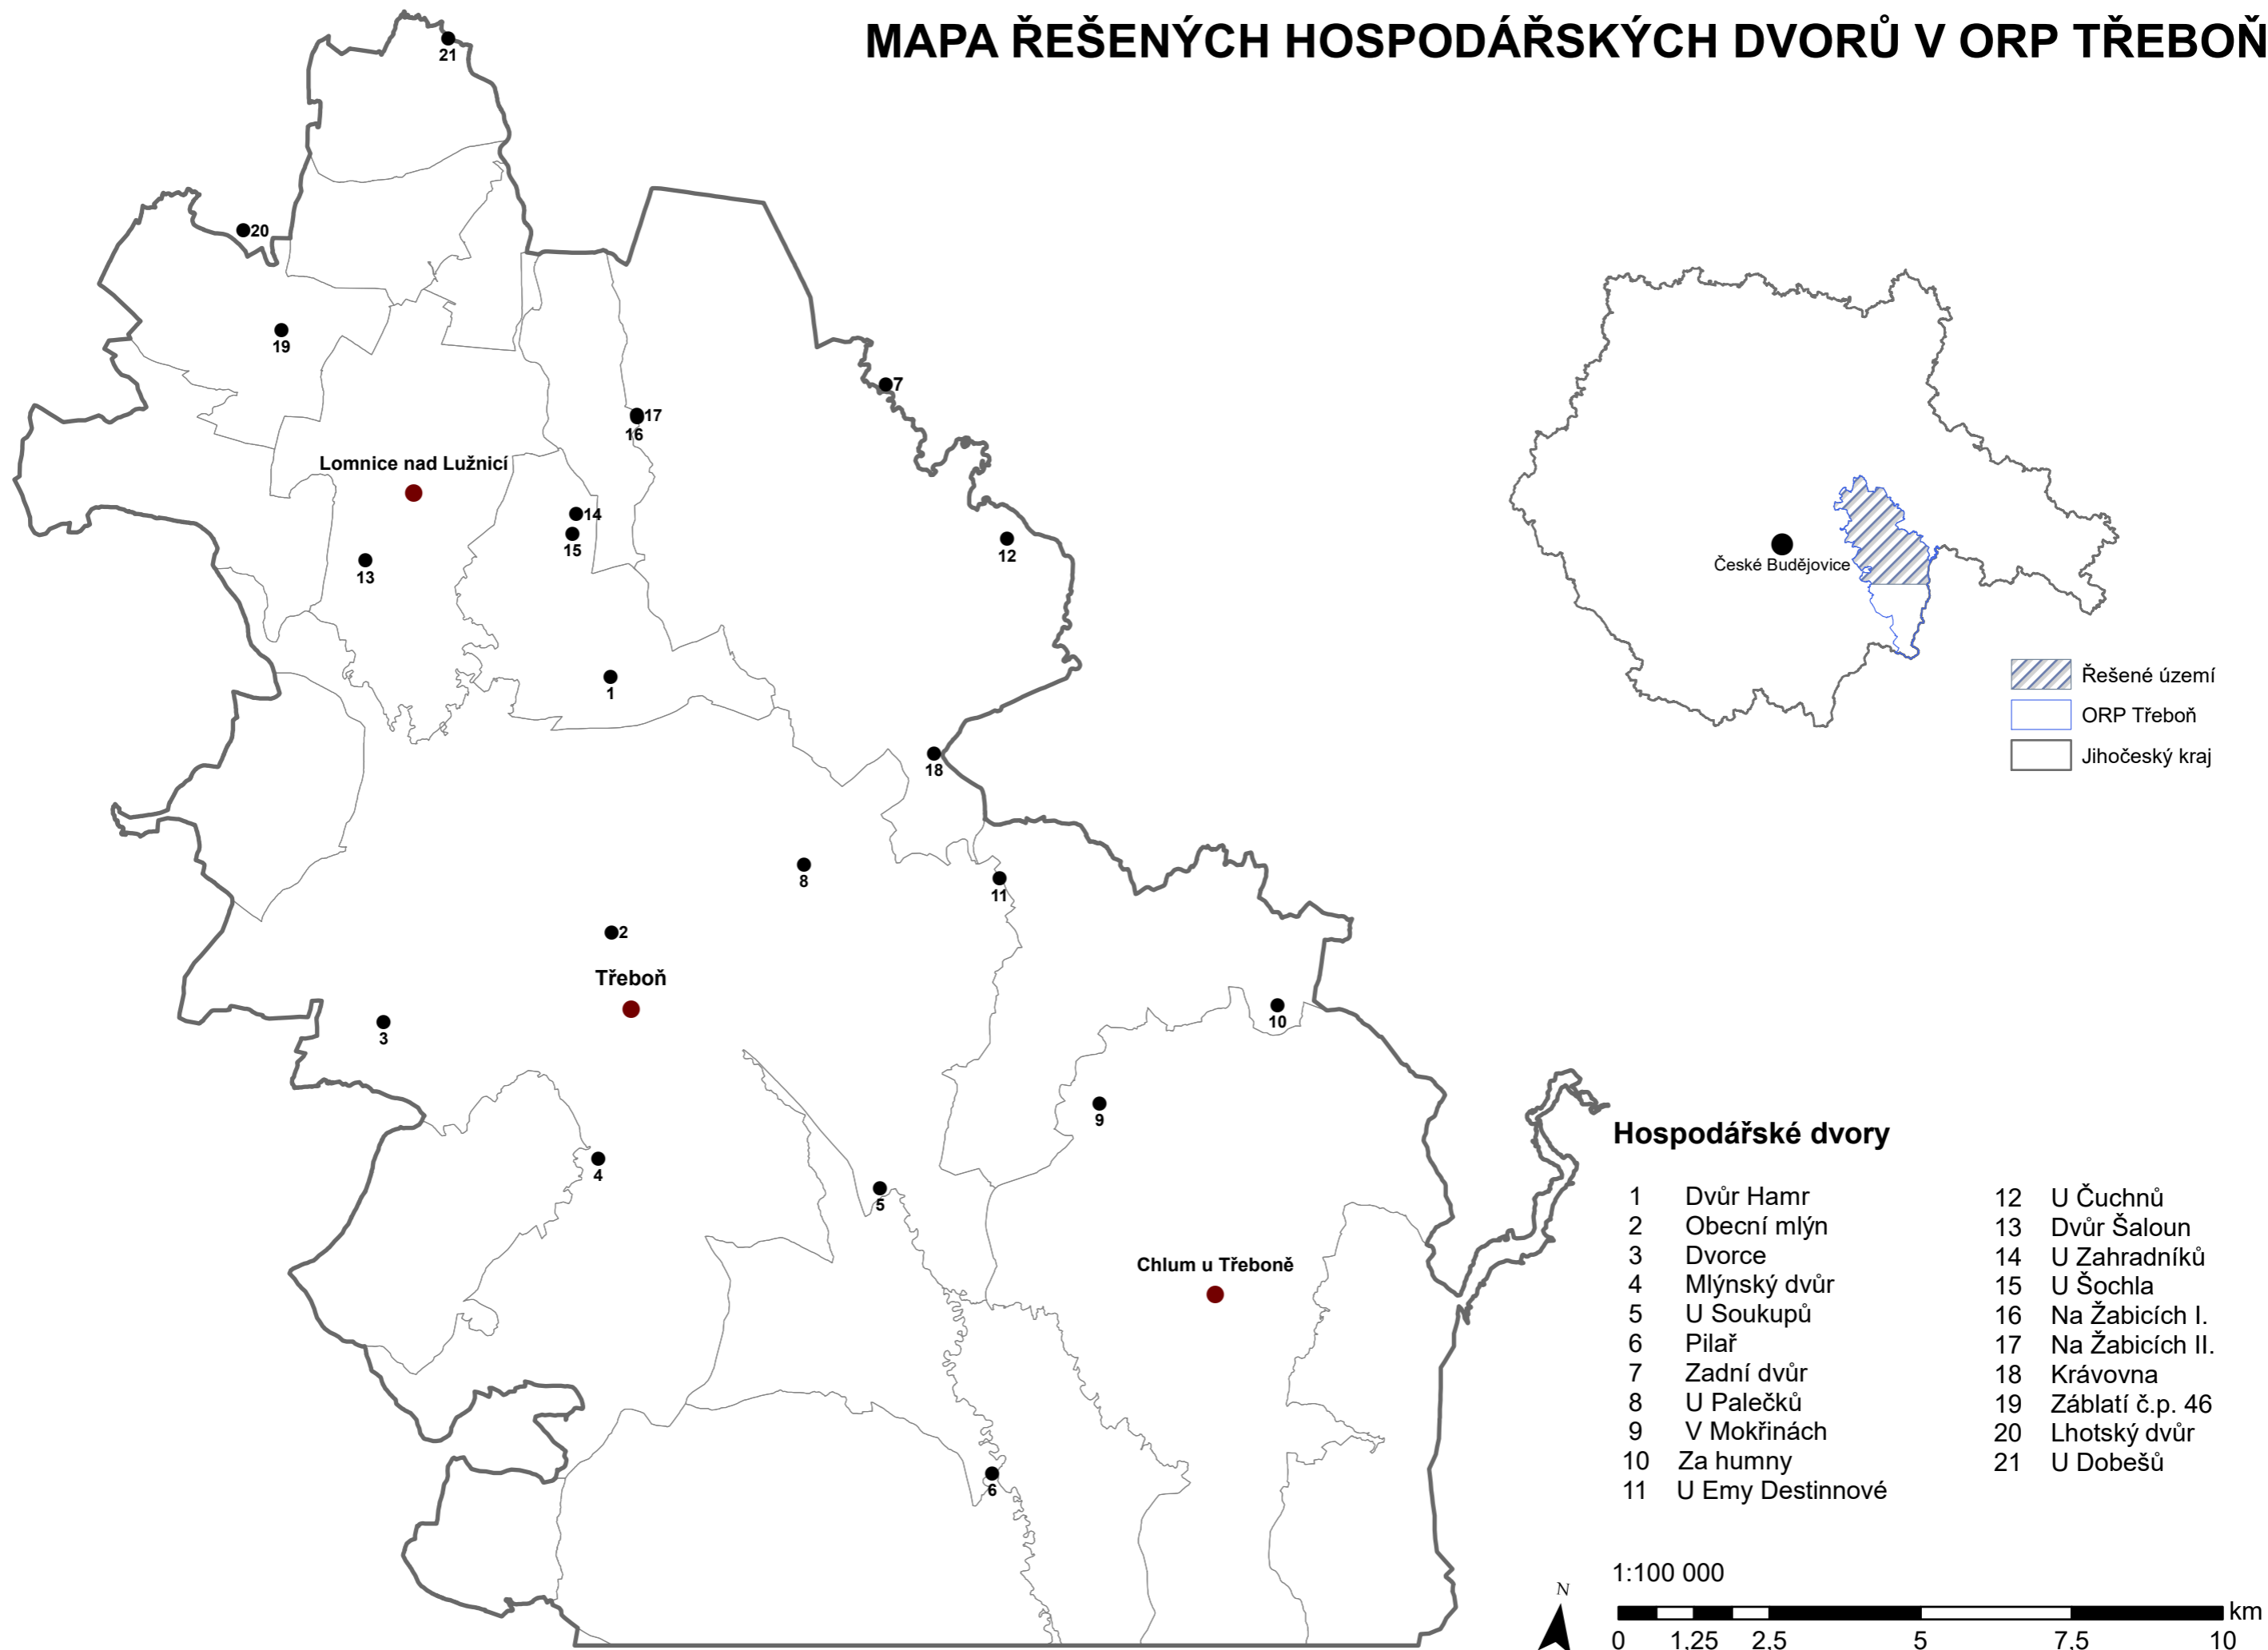 MAPA ŘEŠENÝCH HOSPODÁŘSKÝCH DVORŮ V ORP TŘEBOŇ
21
20
19
7
17
16
Lomnice nad Lužnicí
14
15
12
13
1
18
8
11
2
Třeboň
3
10
9
4
5
Chlum u Třeboně
6
České Budějovice
Řešené území
ORP Třeboň
Jihočeský kraj
Hospodářské dvory
1 Dvůr Hamr
2 Obecní mlýn
3 Dvorce
4 Mlýnský dvůr
5 U Soukupů
6 Pilař
7 Zadní dvůr
8 U Palečků
9 V Mokřinách
10 Za humny
11 U Emy Destinnové
12 U Čuchnů
13 Dvůr Šaloun
14 U Zahradníků
15 U Šochla
16 Na Žabicích I.
17 Na Žabicích II.
18 Krávovna
19 Záblatí č.p. 46
20 Lhotský dvůr
21 U Dobešů
1:100 000
N
km
0 1,25 2,5 5 7,5 10